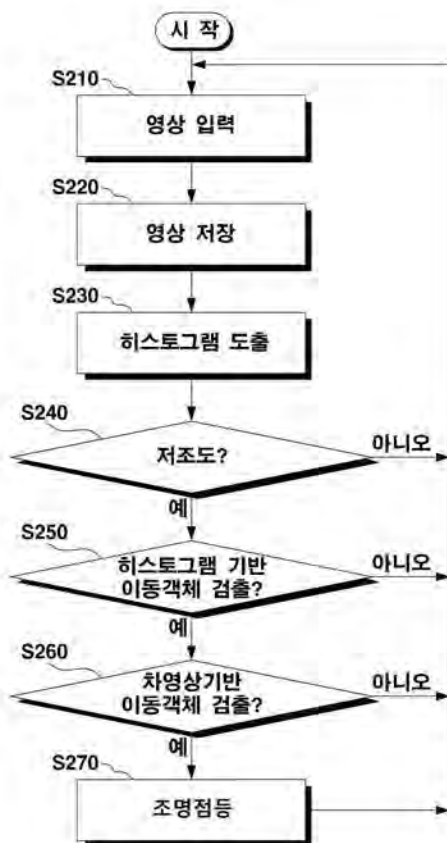 시 작
S210
영상 입력
S220
영상 저장
S230
히스토그램 도출
S240
저조도?
아니오
예
S250
히스토그램 기반
이동객체 검출?
아니오
예
S260
차영상기반
이동객체 검출?
아니오
예
S270
조명점등